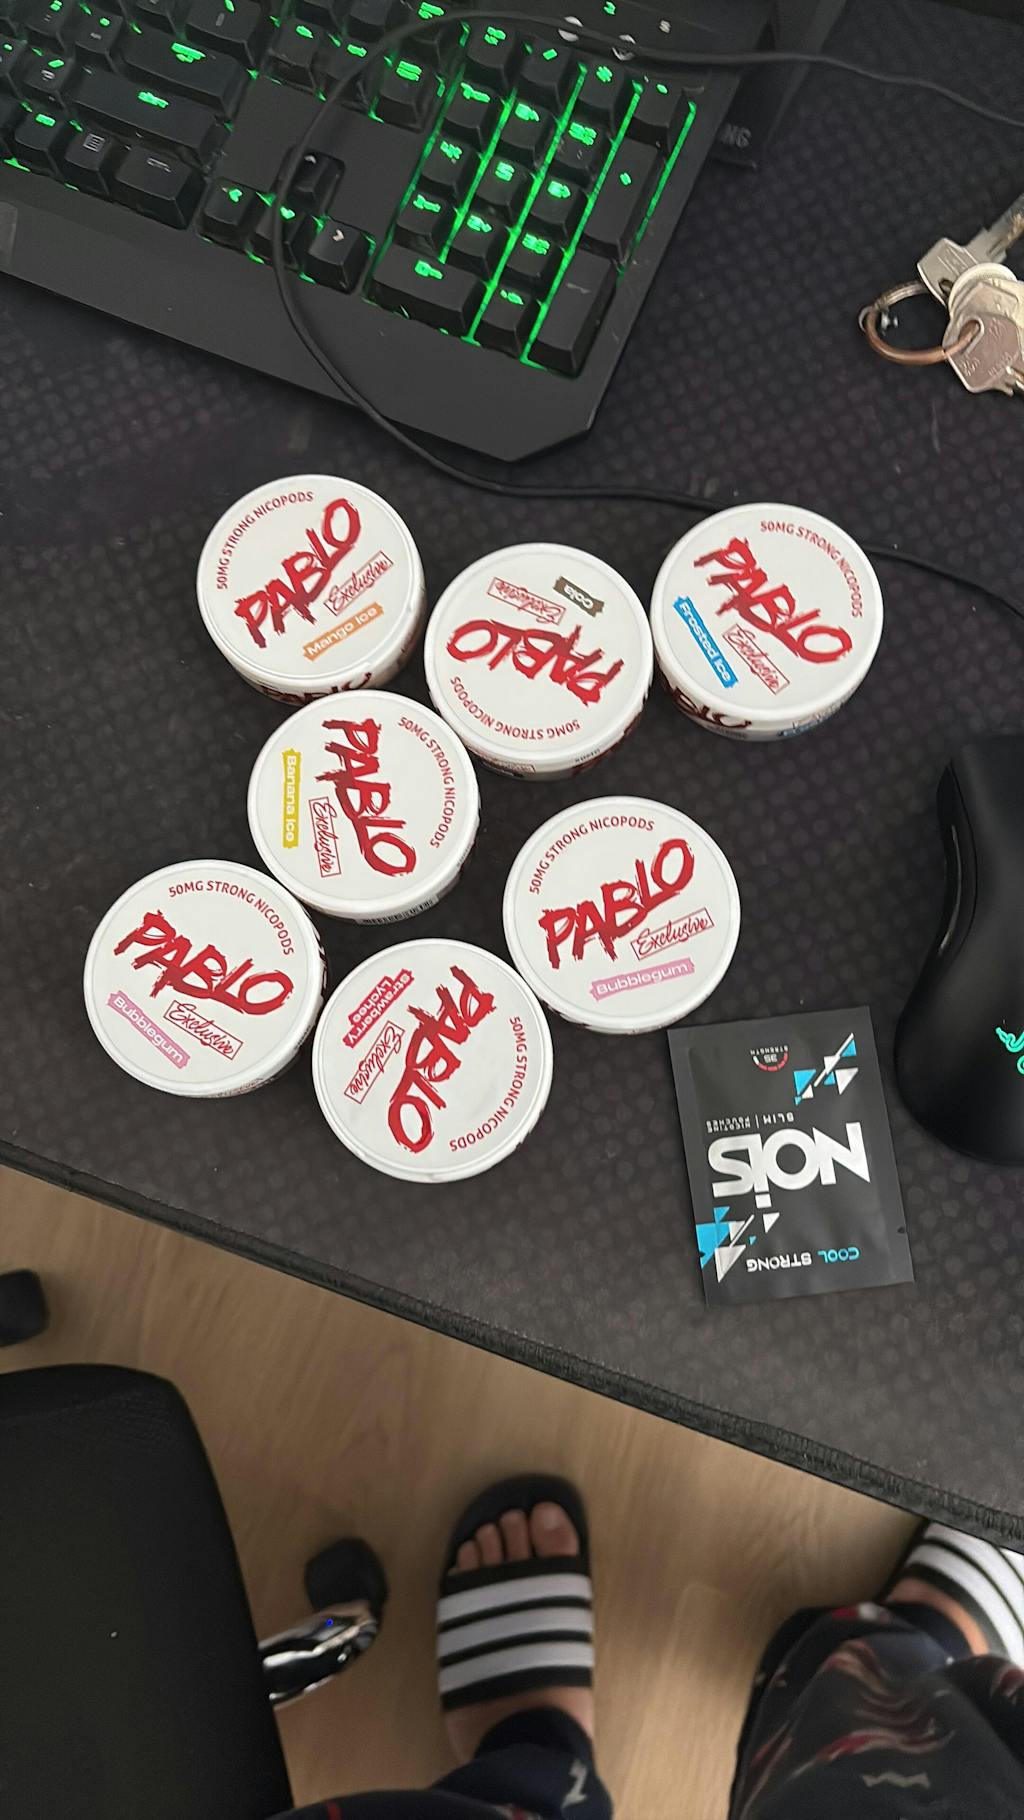 50MG STRONG NICOPODS
PABLO
Exclusive
Mango Ice
50MG STRONG NICOPODS
PABLO
Exclusive
Cola
50MG STRONG NICOPODS
PABLO
Exclusive
Frosted Ice
50MG STRONG NICOPODS
PABLO
Exclusive
Banana Ice
50MG STRONG NICOPODS
PABLO
Exclusive
Bubblegum
50MG STRONG NICOPODS
PABLO
Exclusive
Bubblegum
50MG STRONG NICOPODS
PABLO
Exclusive
Strawberry
Lychee
COOL STRONG
NOiS
SLIM | NICOTINE
POUCHES
35
STRENGTH